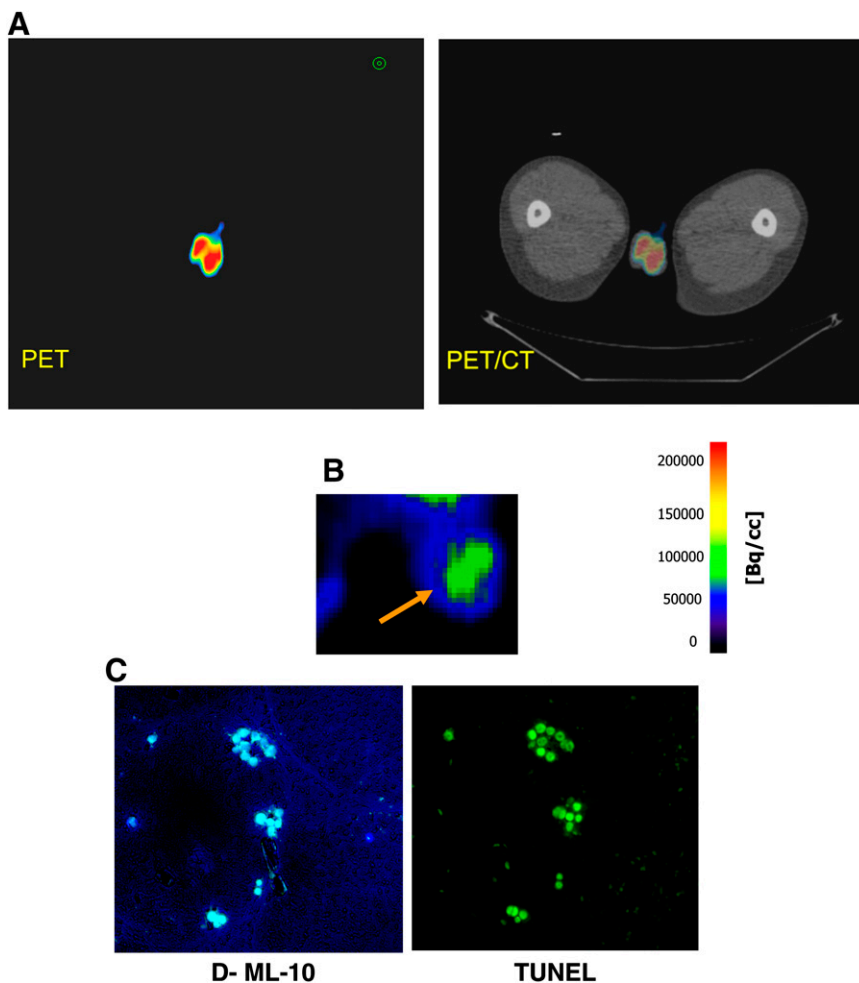 A
PET
PET/CT
B
200000
150000
100000
50000
0
[Bq/cc]
C
D- ML-10
TUNEL